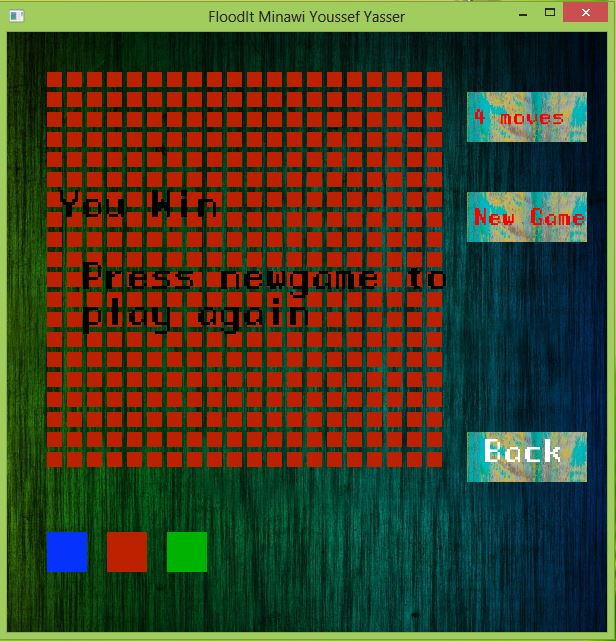 FloodIt Minawi Youssef Yasser
4 moves
You Win
New Game
Press newgame to
play again
Back